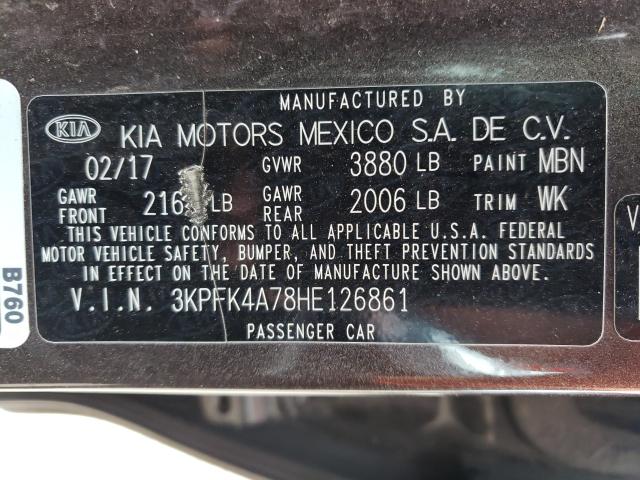 MANUFACTURED BY
KIA KIA MOTORS MEXICO S.A. DE C.V.
02/17 GVWR 3880 LB PAINT MBN
GAWR FRONT LB GAWR REAR 2006 LB TRIM WK
THIS VEHICLE CONFORMS TO ALL APPLICABLE U.S.A. FEDERAL
MOTOR VEHICLE SAFETY, BUMPER, AND THEFT PREVENTION STANDARDS
IN EFFECT ON THE DATE OF MANUFACTURE SHOWN ABOVE.
V.I.N. 3KPFK4A78HE126861
PASSENGER CAR
B760